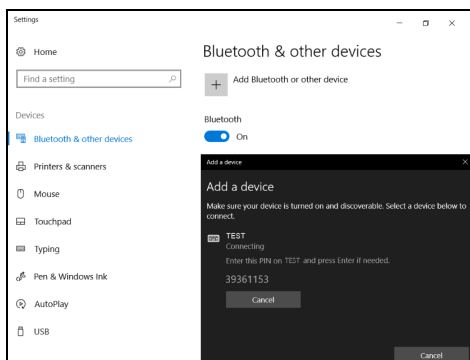 Settings
Home
Bluetooth & other devices
Find a setting
Add Bluetooth or other device
Devices
Bluetooth
Bluetooth & other devices
On
Printers & scanners
Mouse
Touchpad
Typing
Pen & Windows Ink
AutoPlay
USB
Add a device
Add a device
Make sure your device is turned on and discoverable. Select a device below to
connect.
TEST
Connecting
Enter this PIN on TEST and press Enter if needed.
39361153
Cancel
Cancel